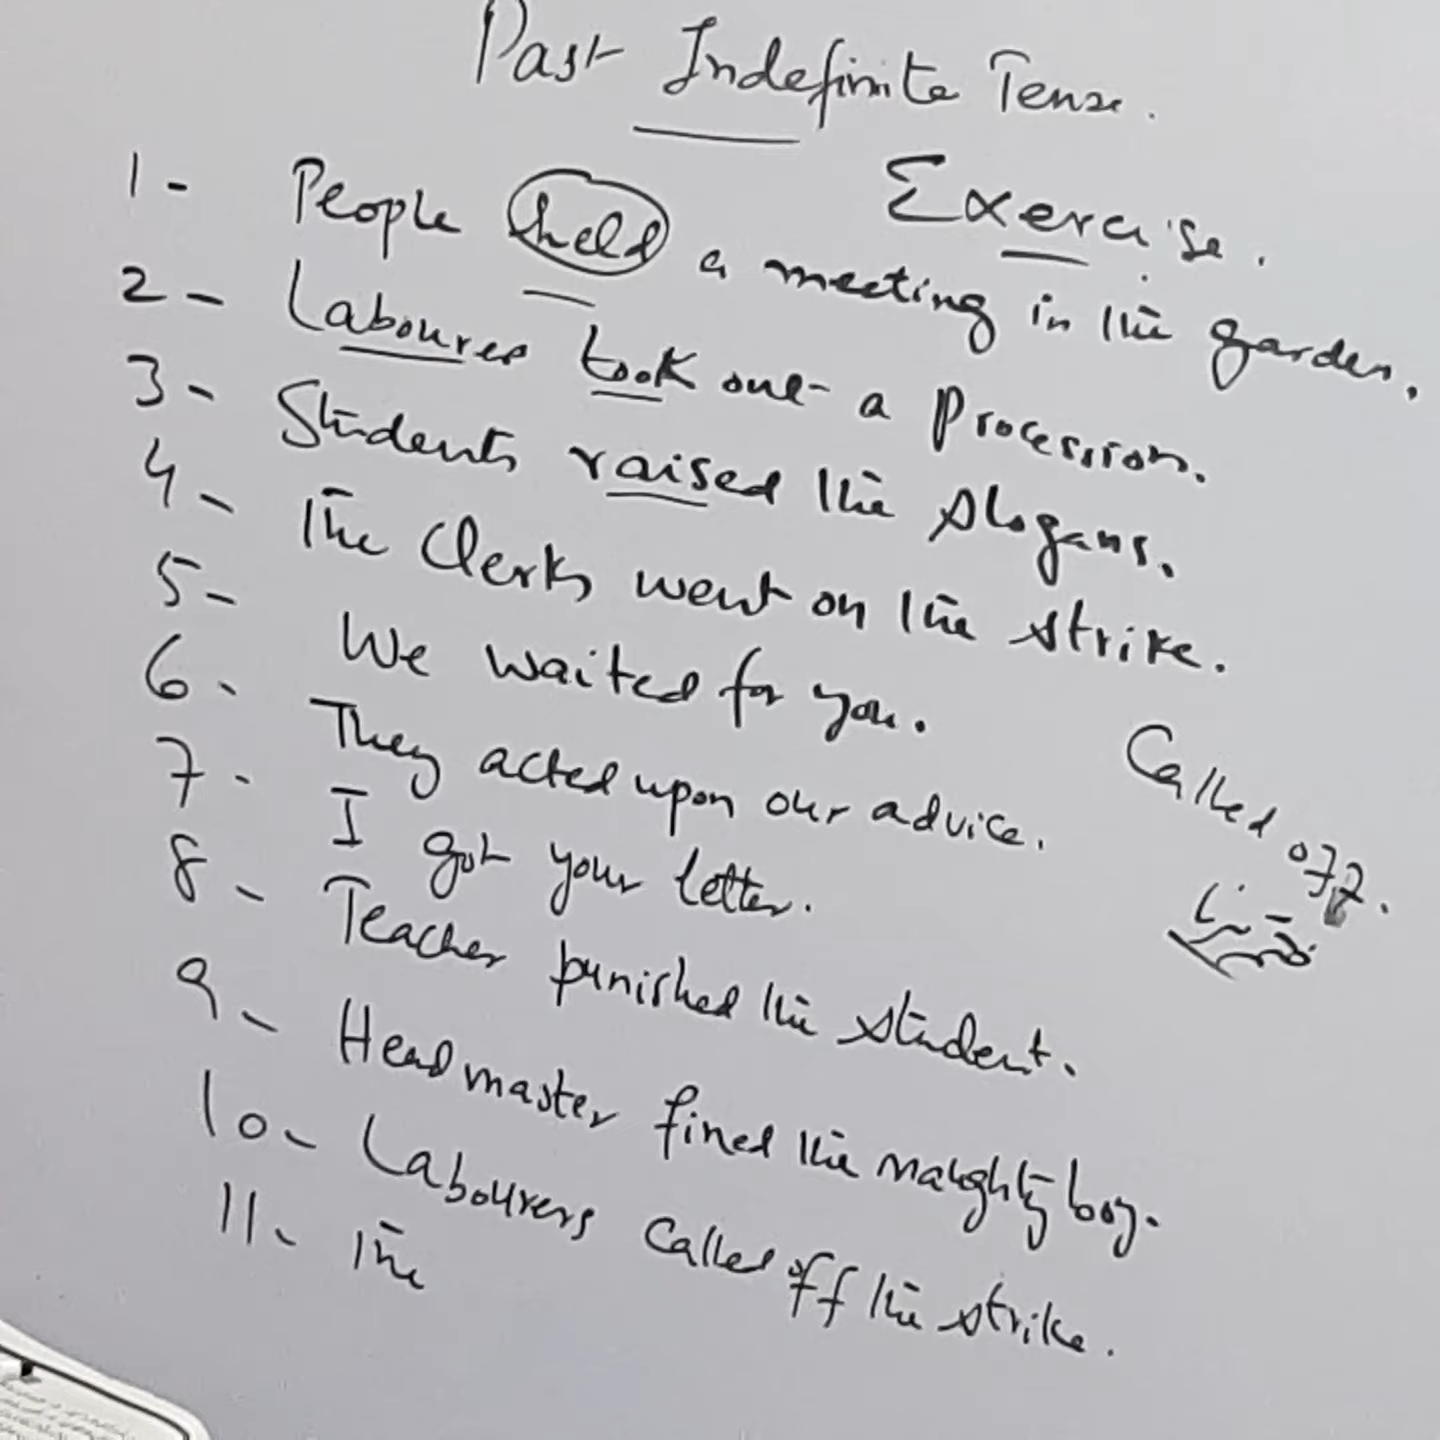 Past Indefinite Tense.
Exercise.
1- People held a meeting in the garden.
2- Laboures took out a procession.
3- Students raised the slogans.
4- The Clerks went on the strike.
5- We waited for you.
6- They acted upon our advice.
7- I got your letter.
8- Teacher punished the student.
9- Headmaster fined the naughty boy.
10- Labourers called off the strike.
11- The
Called off.